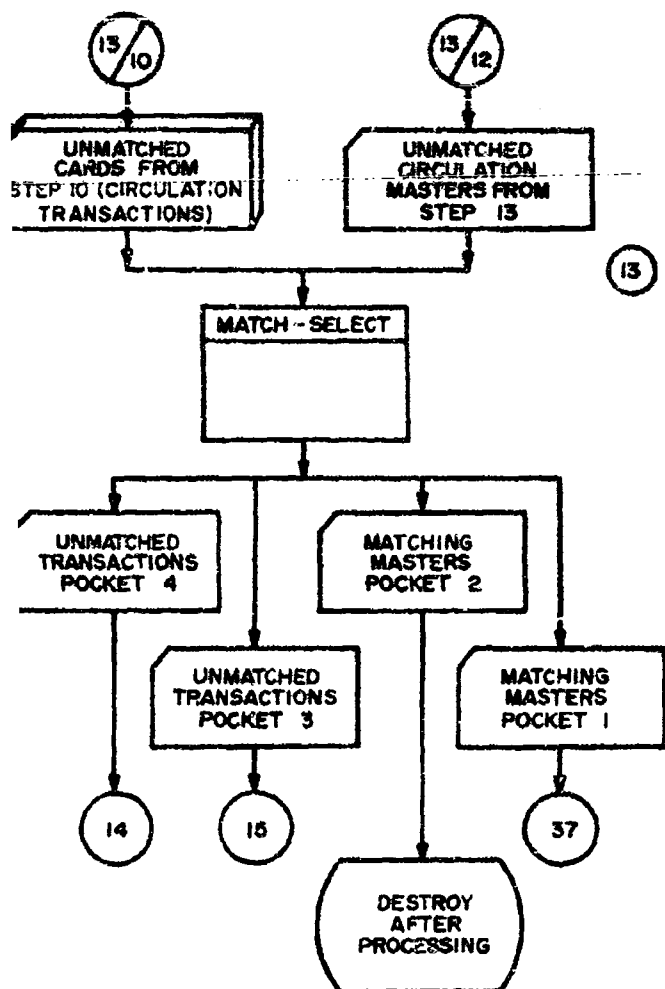 13/10
13/12
UNMATCHED
CARDS FROM
STEP 10 (CIRCULATION
TRANSACTIONS)
UNMATCHED
CIRCULATION
MASTERS FROM
STEP 13
13
MATCH-SELECT
UNMATCHED
TRANSACTIONS
POCKET 4
MATCHING
MASTERS
POCKET 2
UNMATCHED
TRANSACTIONS
POCKET 3
MATCHING
MASTERS
POCKET 1
14
15
37
DESTROY
AFTER
PROCESSING